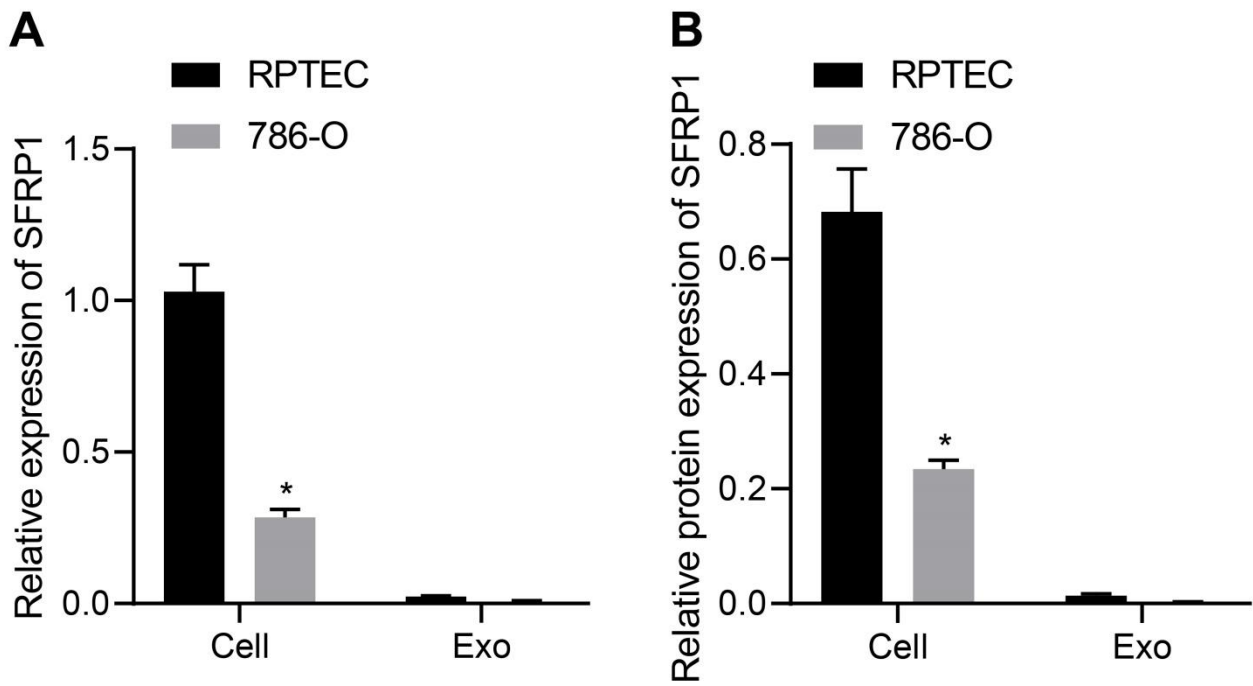 A
RPTEC
786-O
Relative expression of SFRP1
1.5
1.0
0.5
0.0
*
Cell
Exo
B
RPTEC
786-O
Relative protein expression of SFRP1
0.8
0.6
0.4
0.2
0.0
*
Cell
Exo